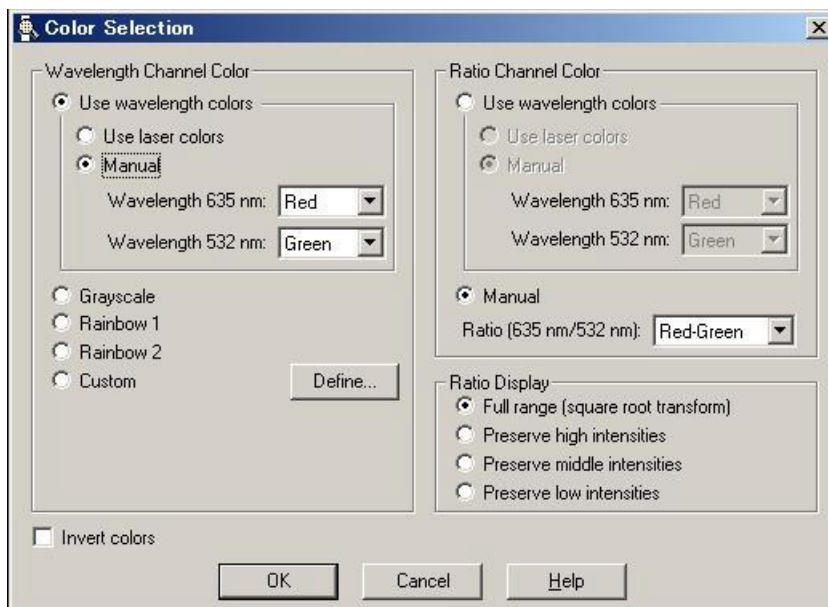 Color Selection
Wavelength Channel Color
Use wavelength colors
Use laser colors
Manual
Wavelength 635 nm: Red
Wavelength 532 nm: Green
Grayscale
Rainbow 1
Rainbow 2
Custom
Define...
Ratio Channel Color
Use wavelength colors
Use laser colors
Manual
Wavelength 635 nm: Red
Wavelength 532 nm: Green
Manual
Ratio (635 nm/532 nm): Red-Green
Ratio Display
Full range (square root transform)
Preserve high intensities
Preserve middle intensities
Preserve low intensities
Invert colors
OK
Cancel
Help